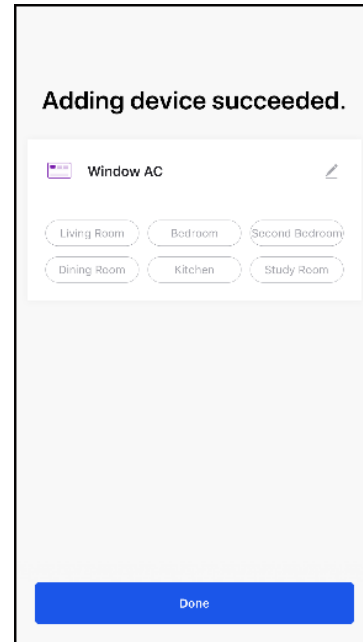 Adding device succeeded.
Window AC
Living Room Bedroom Second Bedroom
Dining Room Kitchen Study Room
Done